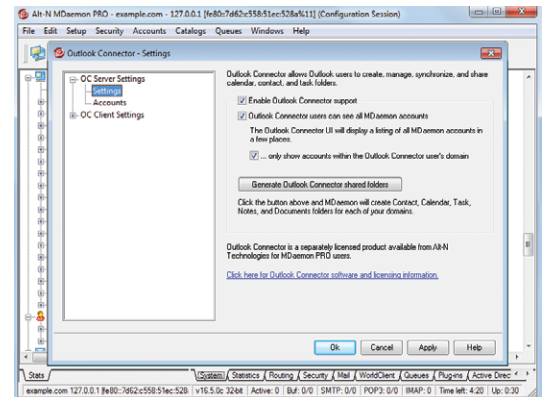 Alt-N MDaemon PRO - example.com - 127.0.0.1 [fe80::7d62:c558:51ec:528a%11] (Configuration Session)
File Edit Setup Security Accounts Catalogs Queues Windows Help
Outlook Connector - Settings
OC Server Settings
Settings
Accounts
OC Client Settings
Outlook Connector allows Outlook users to create, manage, synchronize, and share
calendar, contact, and task folders.
Enable Outlook Connector support
Outlook Connector users can see all MDaemon accounts
The Outlook Connector UI will display a listing of all MDaemon accounts in
a few places.
... only show accounts within the Outlook Connector user's domain
Generate Outlook Connector shared folders
Click the button above and MDaemon will create Contact, Calendar, Task,
Notes, and Documents folders for each of your domains.
Outlook Connector is a separately licensed product available from Alt-N
Technologies for MDaemon PRO users.
Click here for Outlook Connector software and licensing information.
Ok Cancel Apply Help
Stats System Statistics Routing Security Mail WorldClient Queues Plug-ins Active Direc
example.com 127.0.0.1 [fe80::7d62:c558:51ec:528 v16.5.0c 32-bit Active: 0 Buf: 0/0 SMTP: 0/0 POP3: 0/0 IMAP: 0 Time left: 4:20 Up: 0:30